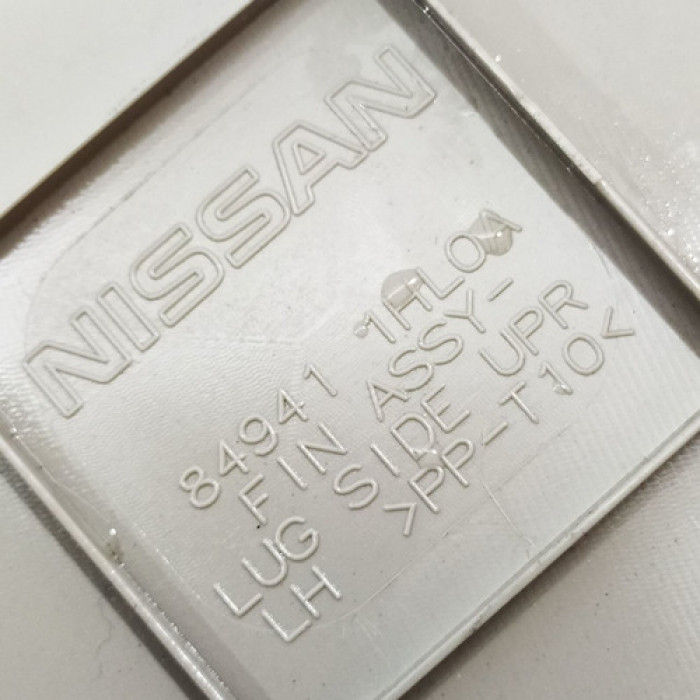 NISSAN
84941 1HL0A
FIN ASSY-
LUG SIDE UPR
LH >PP-T10<